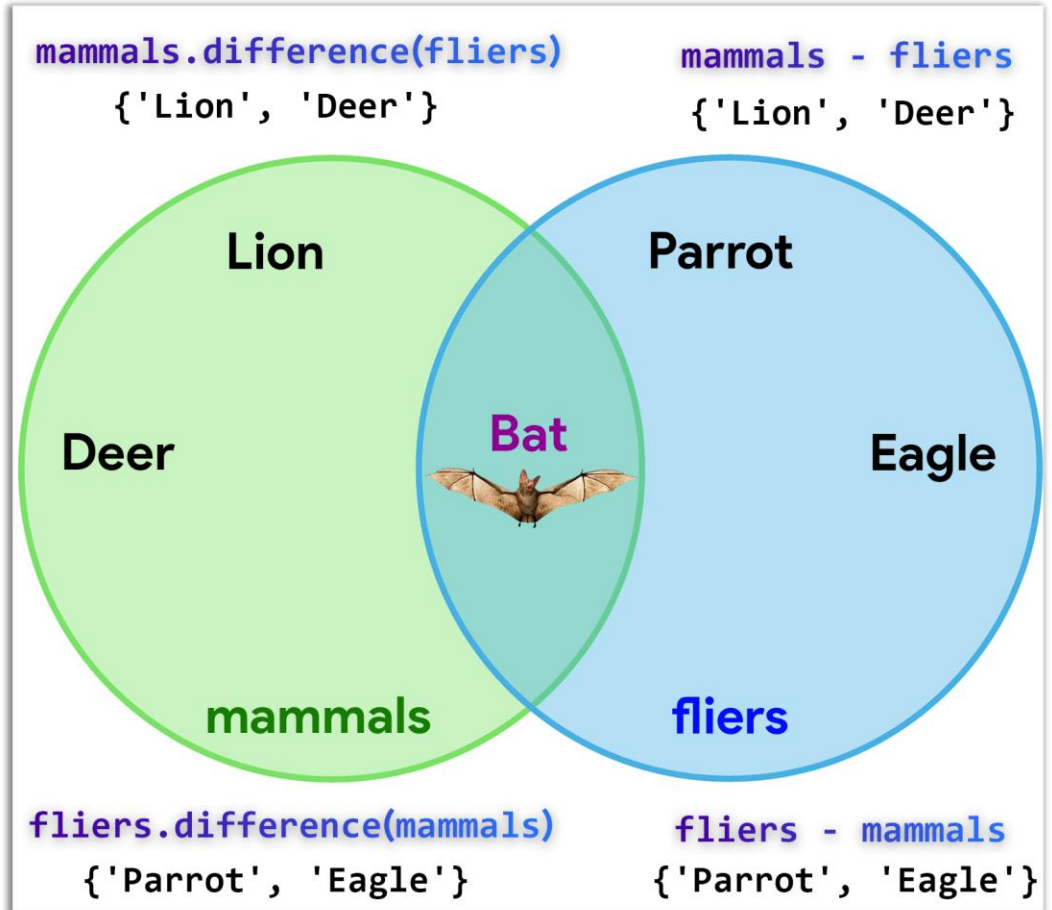 mammals.difference(fliers)
{'Lion', 'Deer'}
mammals - fliers
{'Lion', 'Deer'}
Lion
Parrot
Bat
Deer
Eagle
mammals
fliers
fliers.difference(mammals)
{'Parrot', 'Eagle'}
fliers - mammals
{'Parrot', 'Eagle'}